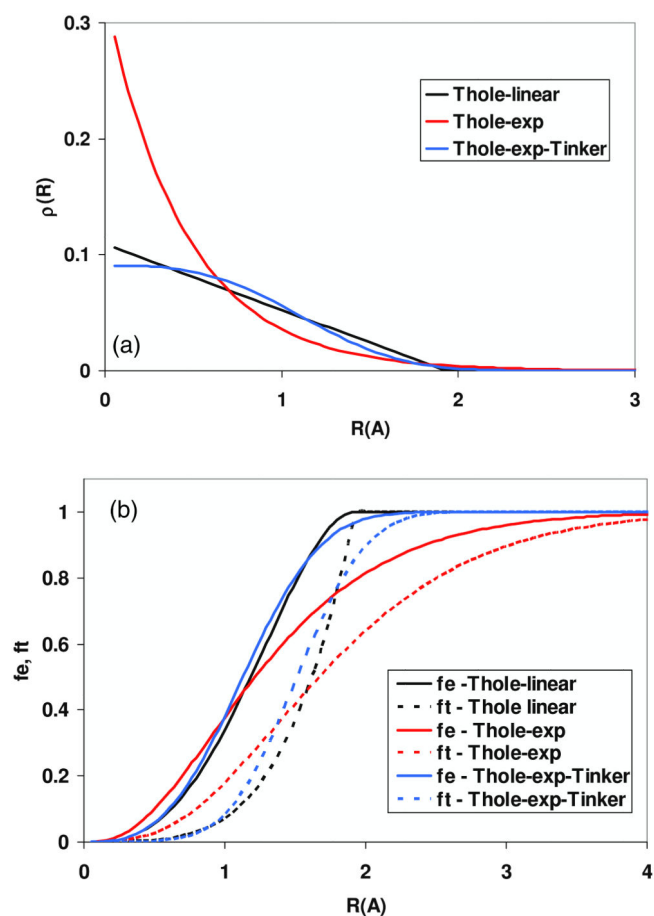 0.3
0.2
0.1
0
ρ(R)
Thole-linear
Thole-exp
Thole-exp-Tinker
(a)
1
2
3
R(A)
(b)
1
0.8
0.6
0.4
0.2
0
fe, ft
fe -Thole-linear
ft - Thole linear
fe - Thole-exp
ft - Thole-exp
fe - Thole-exp-Tinker
ft - Thole-exp-Tinker
0
1
2
3
4
R(A)